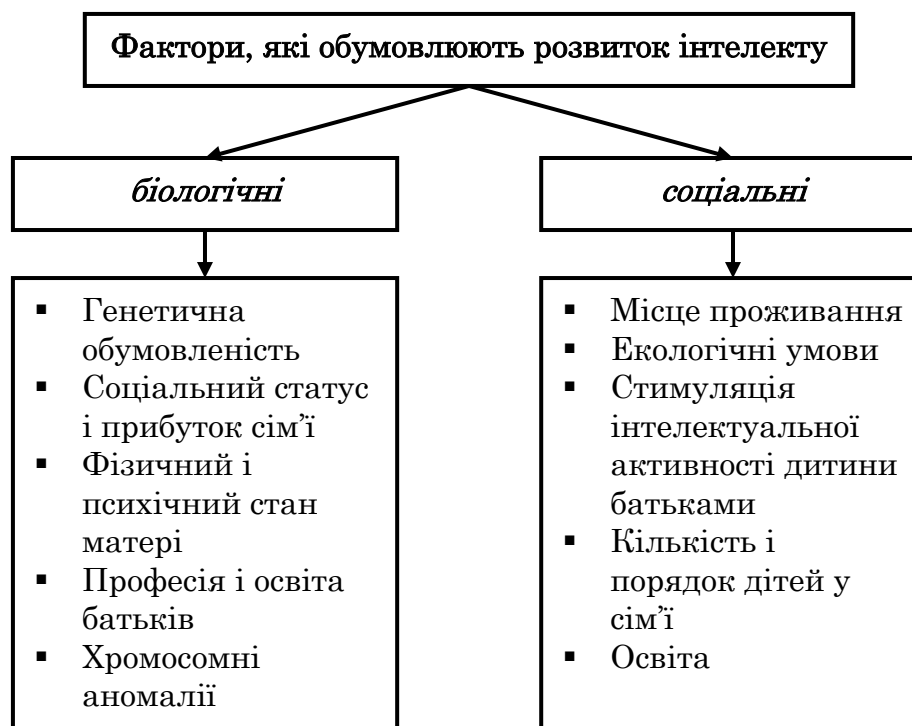 Фактори, які обумовлюють розвиток інтелекту
біологічні
соціальні
▪ Генетична
обумовленість
▪ Соціальний статус
і прибуток сім’ї
▪ Фізичний і
психічний стан
матері
▪ Професія і освіта
батьків
▪ Хромосомні
аномалії
▪ Місце проживання
▪ Екологічні умови
▪ Стимуляція
інтелектуальної
активності дитини
батьками
▪ Кількість і
порядок дітей у
сім’ї
▪ Освіта